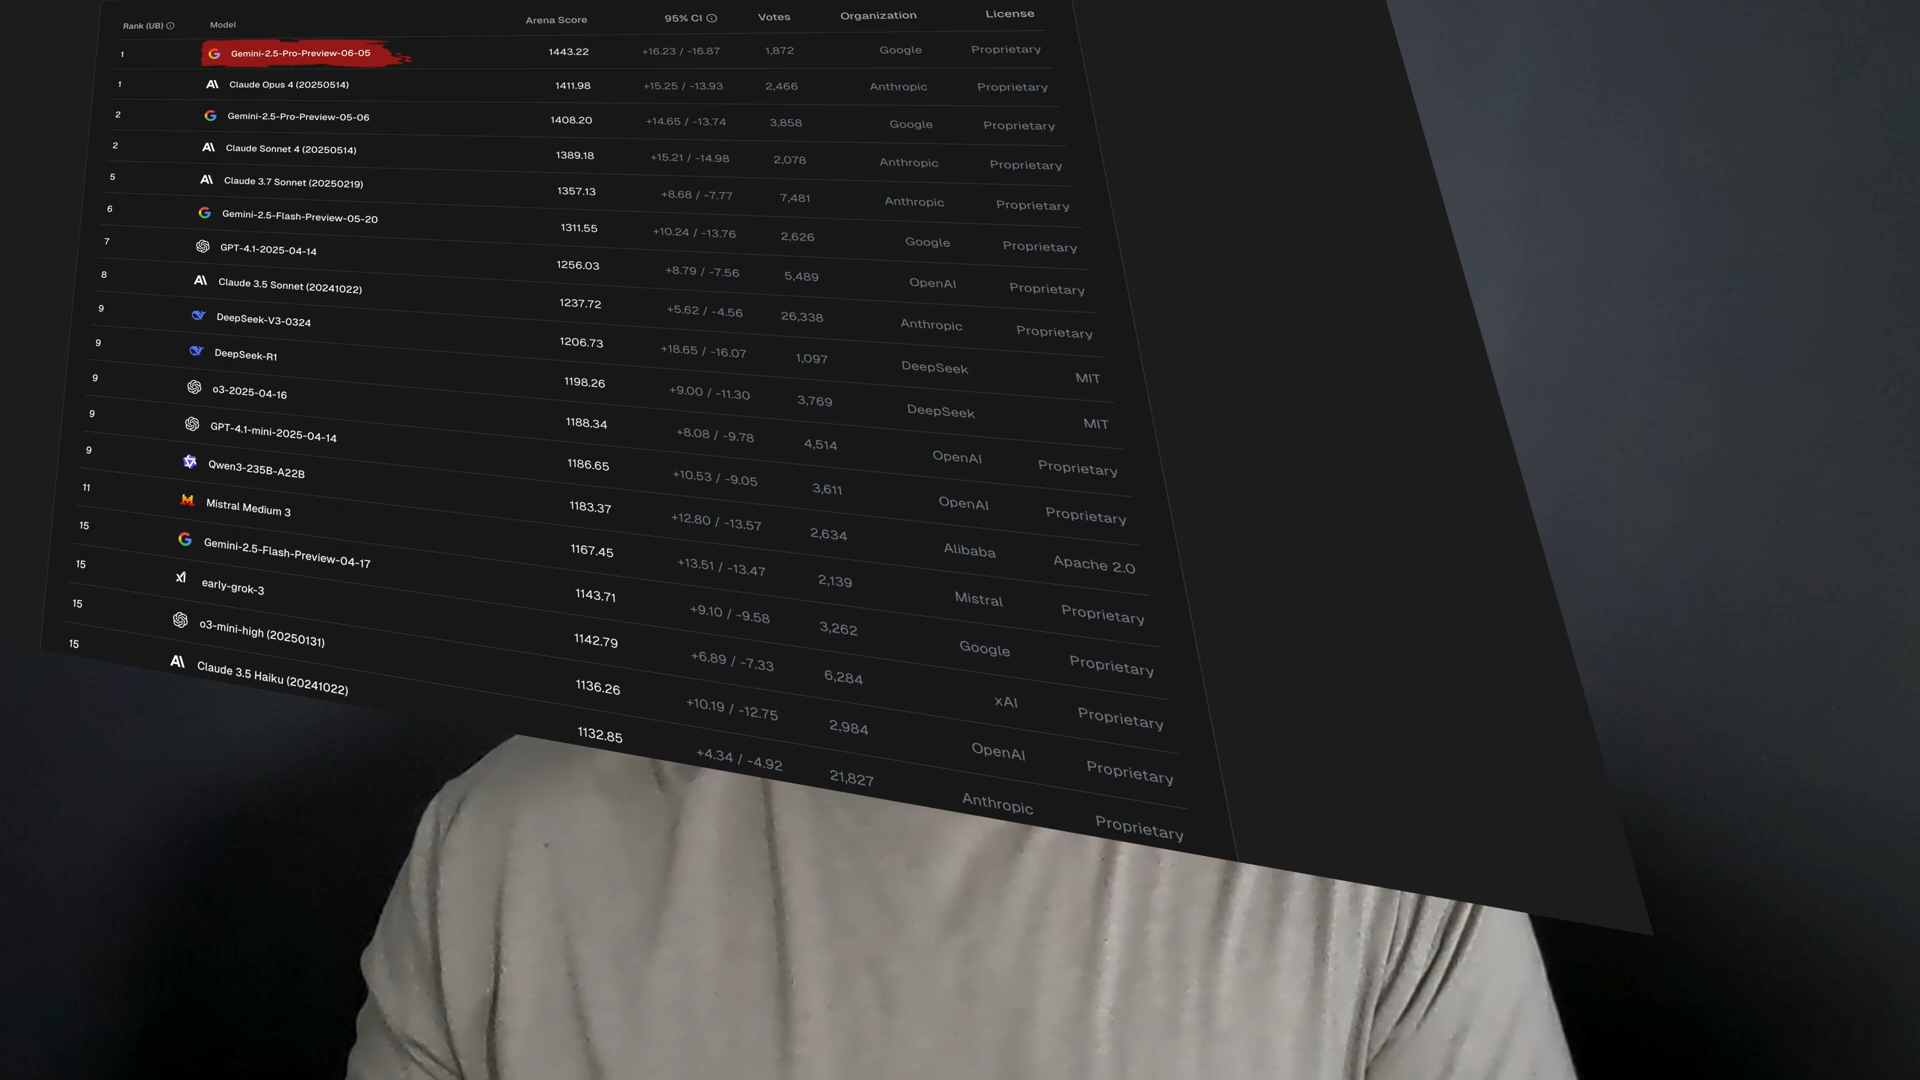 Rank (UB) Model Arena Score 95% CI Votes Organization License
1 Gemini-2.5-Pro-Preview-06-05 1443.22 +16.23 / -16.87 1,872 Google Proprietary
1 Claude Opus 4 (20250514) 1411.98 +15.25 / -13.93 2,466 Anthropic Proprietary
2 Gemini-2.5-Pro-Preview-05-06 1408.20 +14.65 / -13.74 3,858 Google Proprietary
2 Claude Sonnet 4 (20250514) 1389.18 +15.21 / -14.98 2,078 Anthropic Proprietary
5 Claude 3.7 Sonnet (20250219) 1357.13 +8.68 / -7.77 7,481 Anthropic Proprietary
6 Gemini-2.5-Flash-Preview-05-20 1311.55 +10.24 / -13.76 2,626 Google Proprietary
7 GPT-4.1-2025-04-14 1256.03 +8.79 / -7.56 5,489 OpenAI Proprietary
8 Claude 3.5 Sonnet (20241022) 1237.72 +5.62 / -4.56 26,338 Anthropic Proprietary
9 DeepSeek-V3-0324 1206.73 +18.65 / -16.07 1,097 DeepSeek MIT
9 DeepSeek-R1 1198.26 +9.00 / -11.30 3,769 DeepSeek MIT
9 o3-2025-04-16 1188.34 +8.08 / -9.78 4,514 OpenAI Proprietary
9 GPT-4.1-mini-2025-04-14 1186.65 +10.53 / -9.05 3,611 OpenAI Proprietary
9 Qwen3-235B-A22B 1183.37 +12.80 / -13.57 2,634 Alibaba Apache 2.0
11 Mistral Medium 3 1167.45 +13.51 / -13.47 2,139 Mistral Proprietary
15 Gemini-2.5-Flash-Preview-04-17 1143.71 +9.10 / -9.58 3,262 Google Proprietary
15 early-grok-3 1142.79 +6.89 / -7.33 6,284 xAI Proprietary
15 o3-mini-high (20250131) 1136.26 +10.19 / -12.75 2,984 OpenAI Proprietary
15 Claude 3.5 Haiku (20241022) 1132.85 +4.34 / -4.92 21,827 Anthropic Proprietary